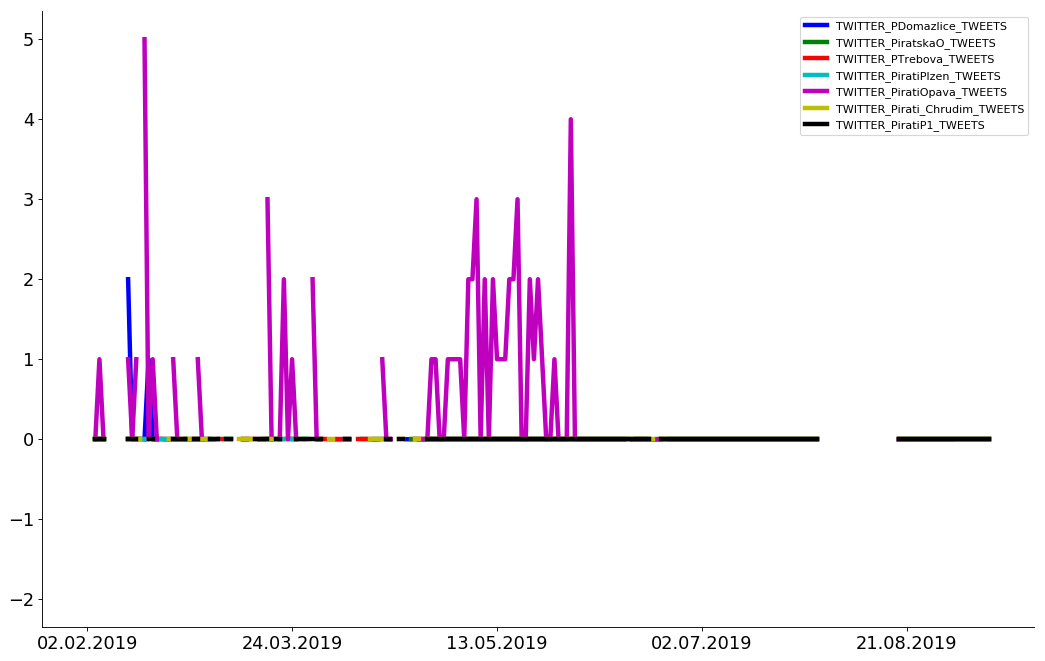 TWITTER_PDomazlice_TWEETS
TWITTER_PiratskaO_TWEETS
TWITTER_PTrebova_TWEETS
TWITTER_PiratiPlzen_TWEETS
TWITTER_PiratiOpava_TWEETS
TWITTER_Pirati_Chrudim_TWEETS
TWITTER_PiratiP1_TWEETS
5
4
3
2
1
0
−1
−2
02.02.2019 24.03.2019 13.05.2019 02.07.2019 21.08.2019